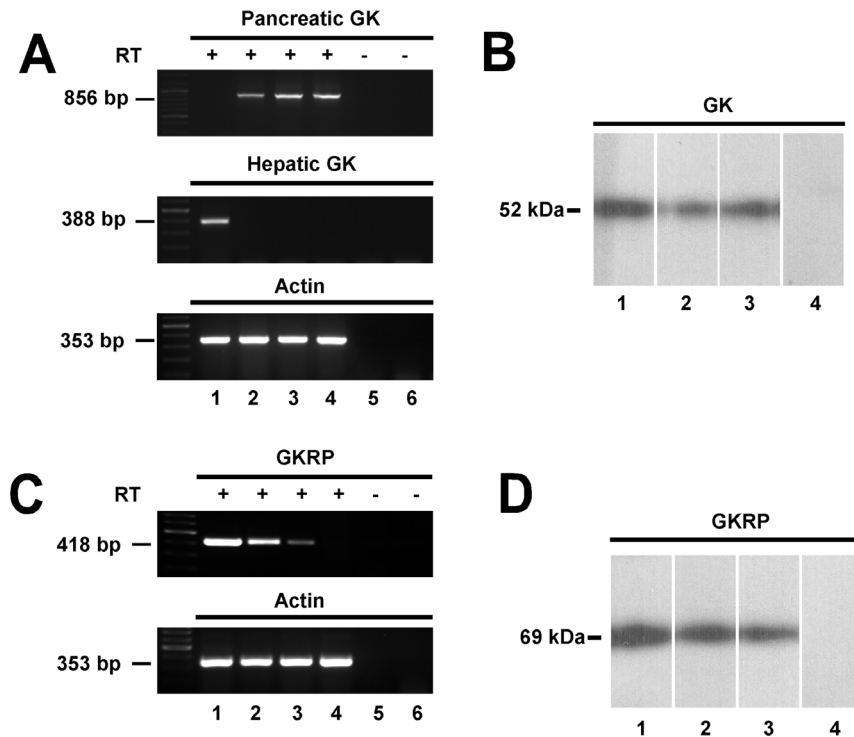 A
Pancreatic GK
RT + + + + - -
856 bp
Hepatic GK
388 bp
Actin
353 bp
1 2 3 4 5 6
B
GK
52 kDa
1 2 3 4
C
GKRP
RT + + + + - -
418 bp
Actin
353 bp
1 2 3 4 5 6
D
GKRP
69 kDa
1 2 3 4